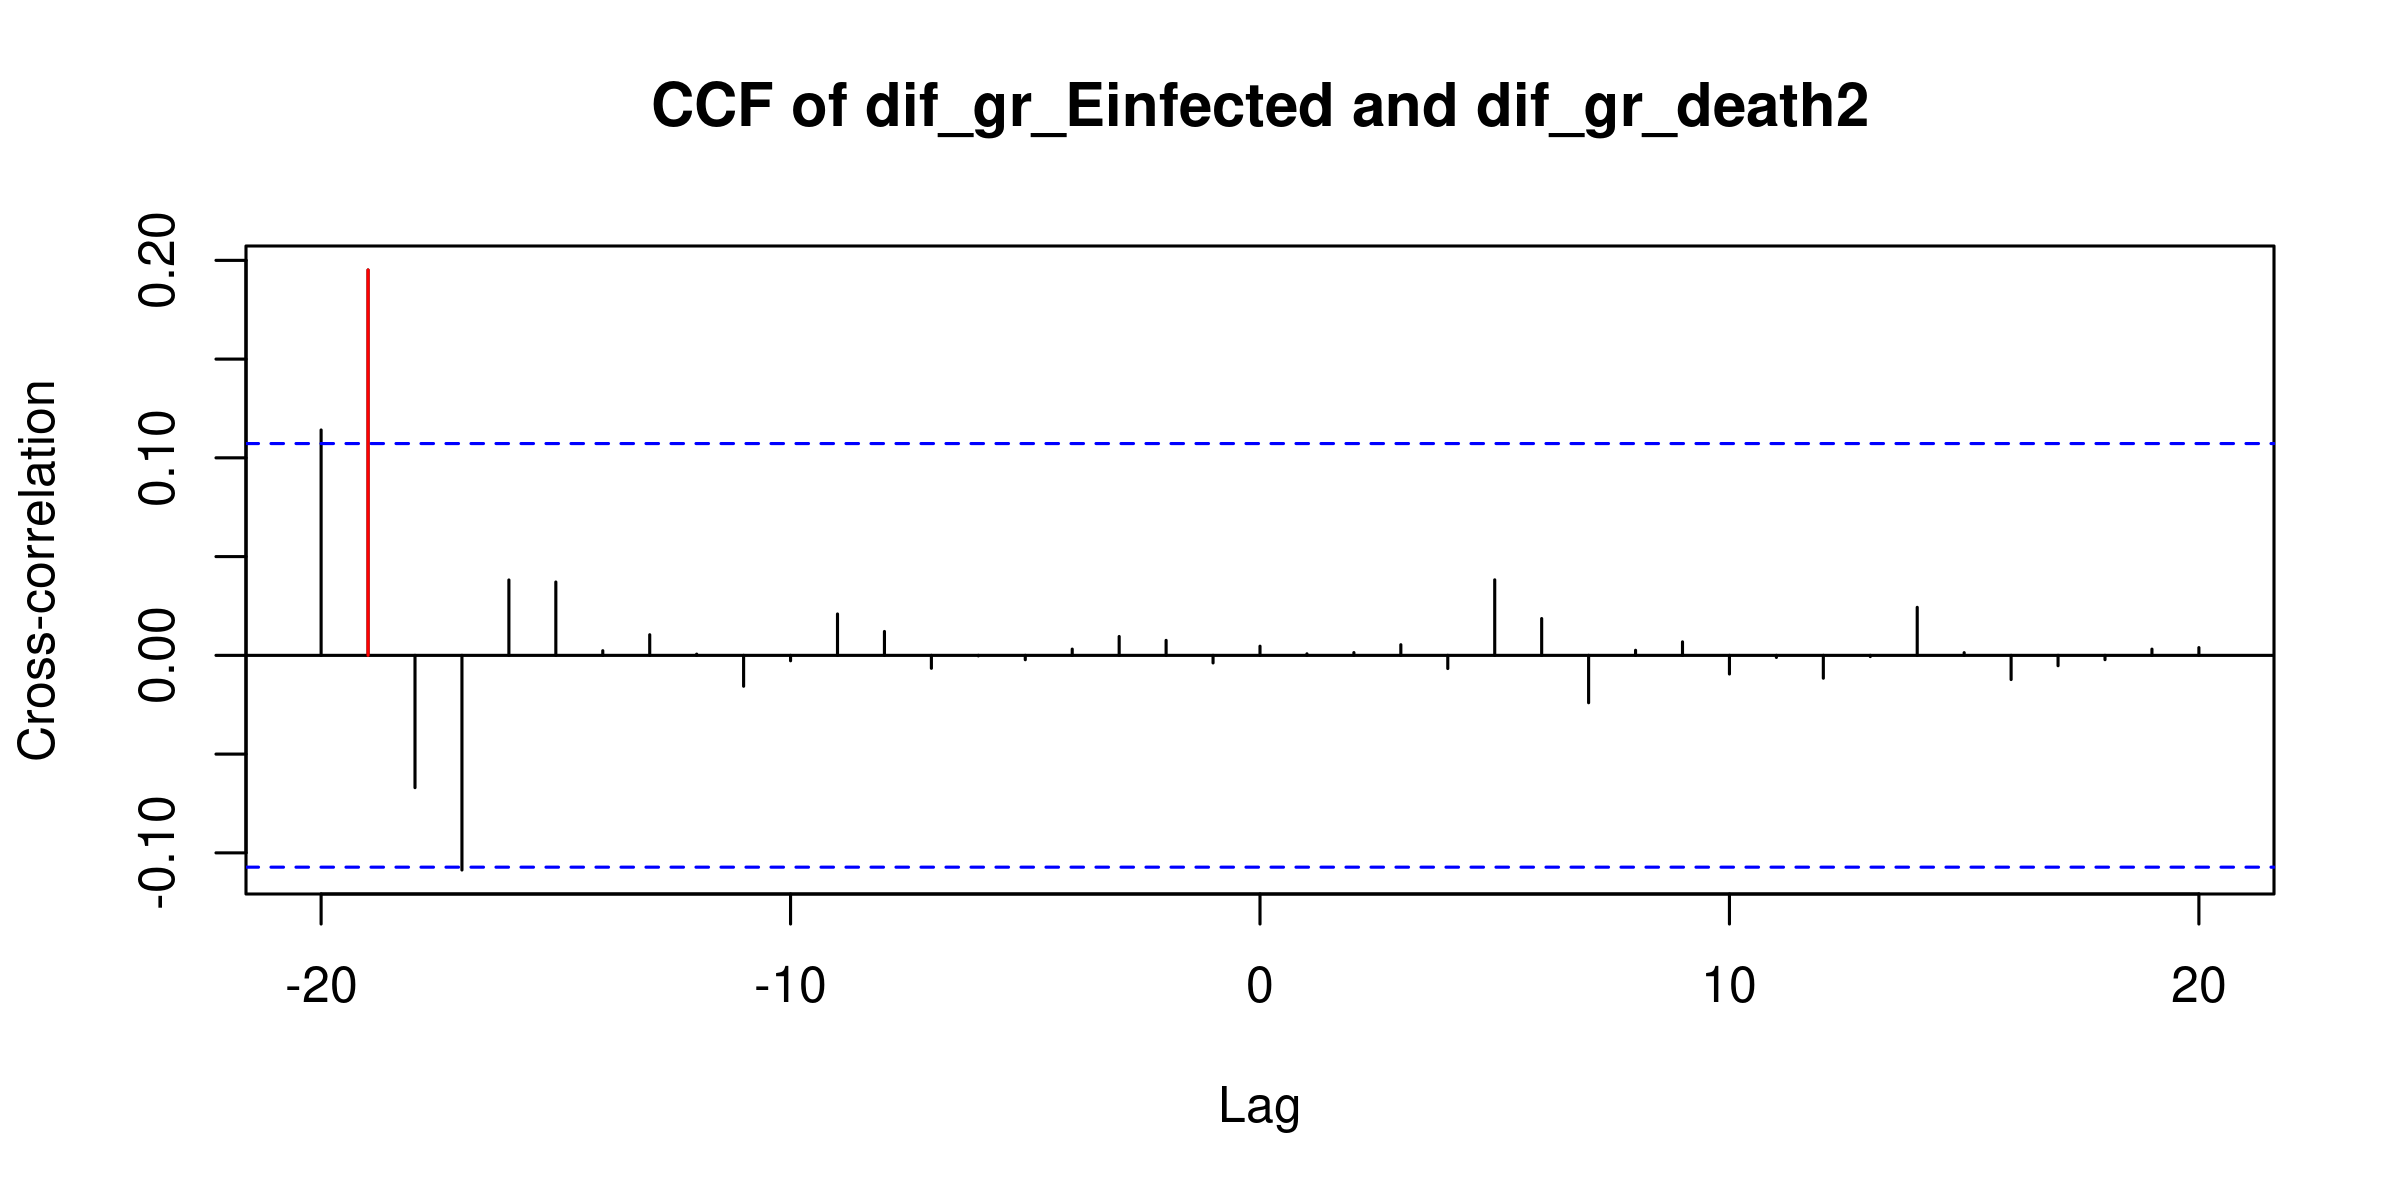 CCF of dif_gr_Einfected and dif_gr_death2
Cross-correlation
0.20
0.10
0.00
-0.10
-20 -10 0 10 20
Lag